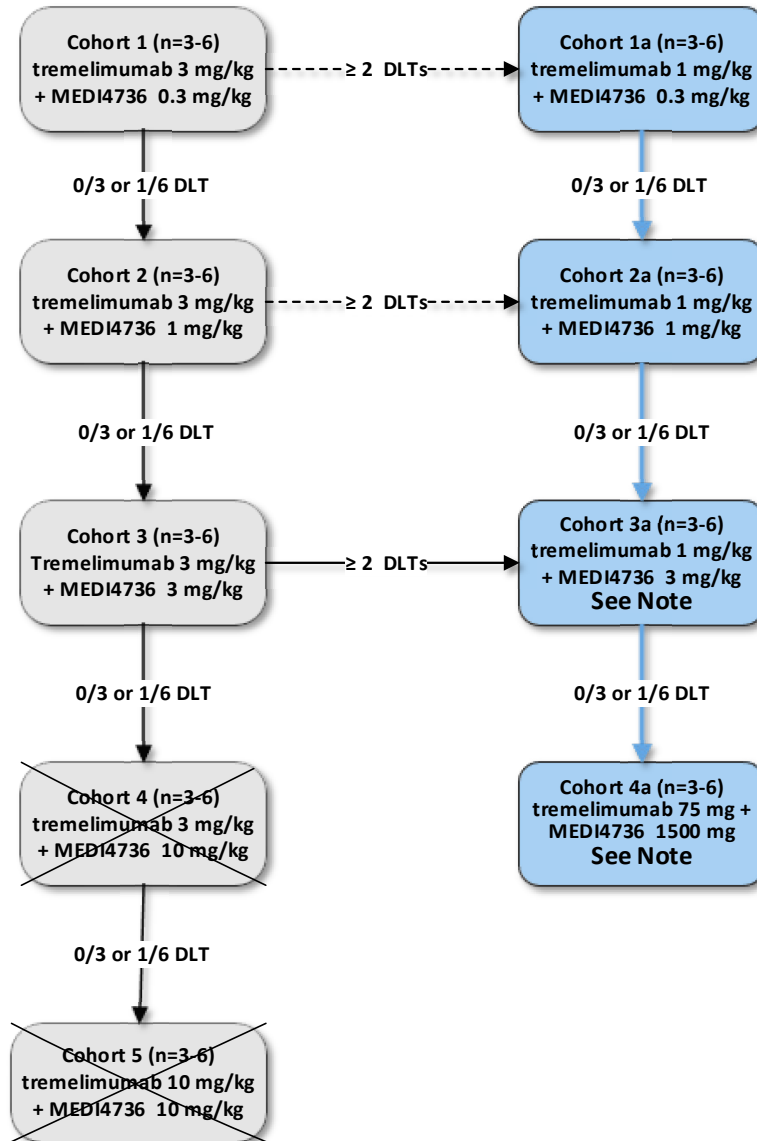 Cohort 1 (n=3-6)
tremelimumab 3 mg/kg
+ MEDI4736  0.3 mg/kg
≥ 2  DLTs
Cohort 1a (n=3-6)
tremelimumab 1 mg/kg
+ MEDI4736  0.3 mg/kg
0/3 or 1/6 DLT
0/3 or 1/6 DLT
Cohort 2 (n=3-6)
tremelimumab 3 mg/kg
+ MEDI4736  1 mg/kg
≥ 2  DLTs
Cohort 2a (n=3-6)
tremelimumab 1 mg/kg
+ MEDI4736  1 mg/kg
0/3 or 1/6 DLT
0/3 or 1/6 DLT
Cohort 3 (n=3-6)
Tremelimumab 3 mg/kg
+ MEDI4736  3 mg/kg
≥ 2  DLTs
Cohort 3a (n=3-6)
tremelimumab 1 mg/kg
+ MEDI4736  3 mg/kg
See Note
0/3 or 1/6 DLT
0/3 or 1/6 DLT
Cohort 4 (n=3-6)
tremelimumab 3 mg/kg
+ MEDI4736  10 mg/kg
Cohort 4a (n=3-6)
tremelimumab 75 mg +
MEDI4736  1500 mg
See Note
0/3 or 1/6 DLT
Cohort 5 (n=3-6)
tremelimumab 10 mg/kg
+ MEDI4736  10 mg/kg